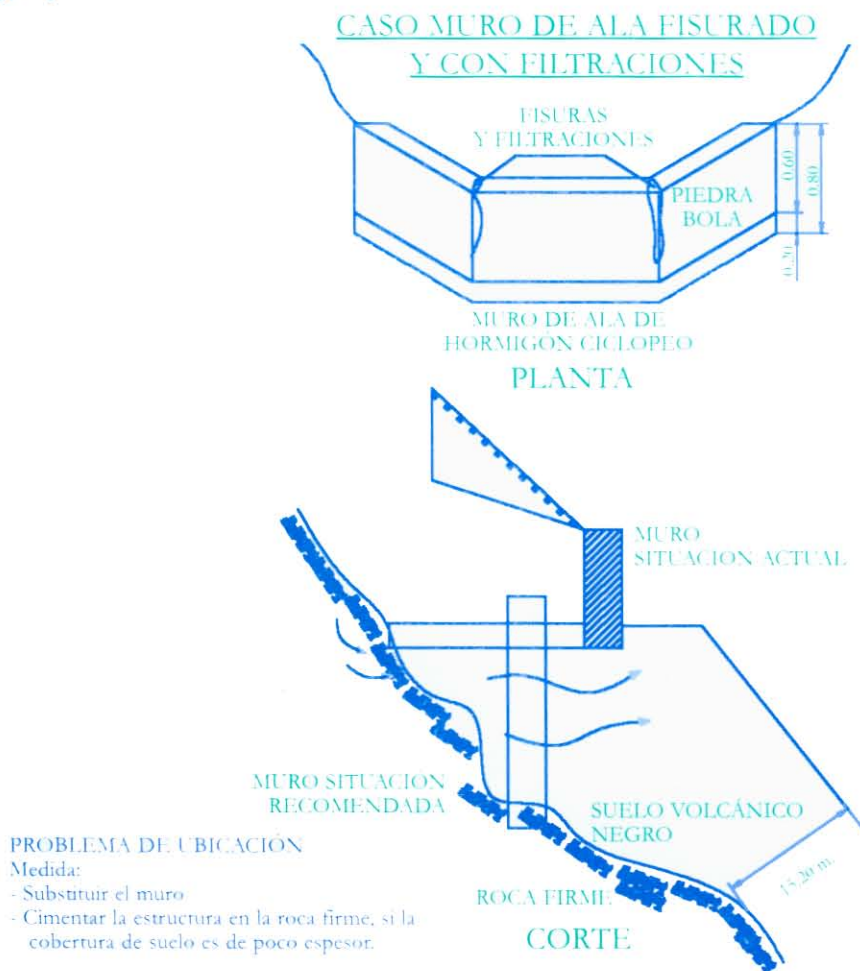 CASO MURO DE ALA FISURADO
Y CON FILTRACIONES
FISURAS
Y FILTRACIONES
PIEDRA
BOLA
0.60
0.80
0.20
MURO DE ALA DE
HORMIGÓN CICLOPEO
PLANTA
MURO
SITUACION ACTUAL
MURO SITUACION
RECOMENDADA
SUELO VOLCÁNICO
NEGRO
15,20 m.
ROCA FIRME
CORTE
PROBLEMA DE UBICACIÓN
Medida:
- Substituir el muro
- Cimentar la estructura en la roca firme, si la
cobertura de suelo es de poco espesor.